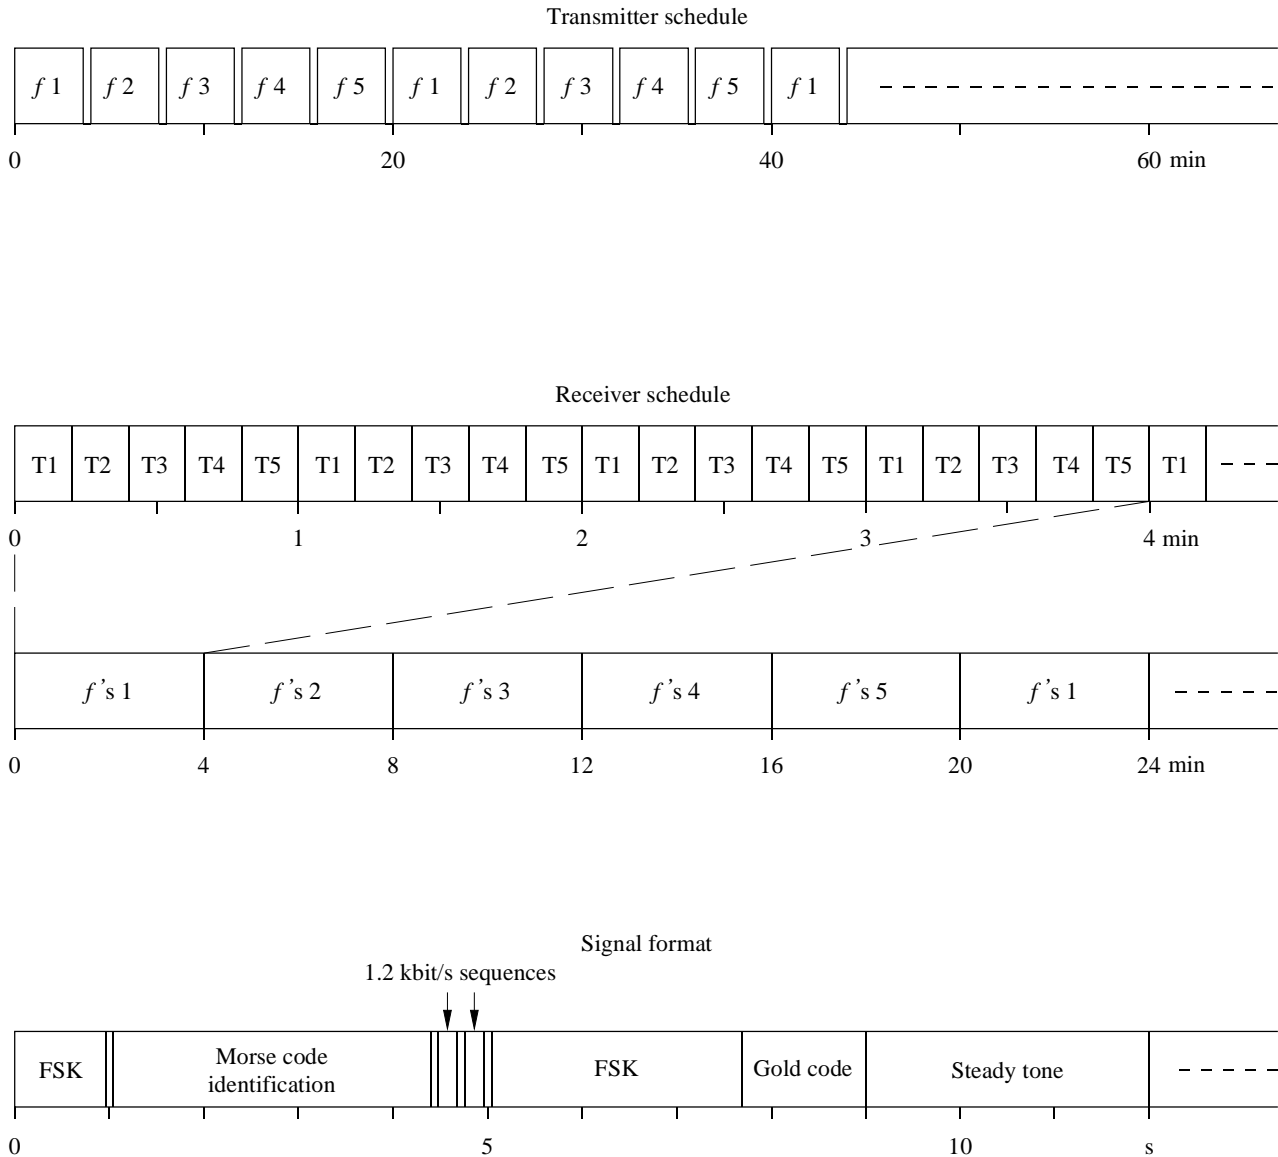 Transmitter schedule
f 1 f 2 f 3 f 4 f 5 f 1 f 2 f 3 f 4 f 5 f 1
0 20 40 60 min
Receiver schedule
T1 T2 T3 T4 T5 T1 T2 T3 T4 T5 T1 T2 T3 T4 T5 T1 T2 T3 T4 T5 T1
0 1 2 3 4 min
f 's 1 f 's 2 f 's 3 f 's 4 f 's 5 f 's 1
0 4 8 12 16 20 24 min
Signal format
1.2 kbit/s sequences
FSK Morse code identification FSK Gold code Steady tone
0 5 10 s